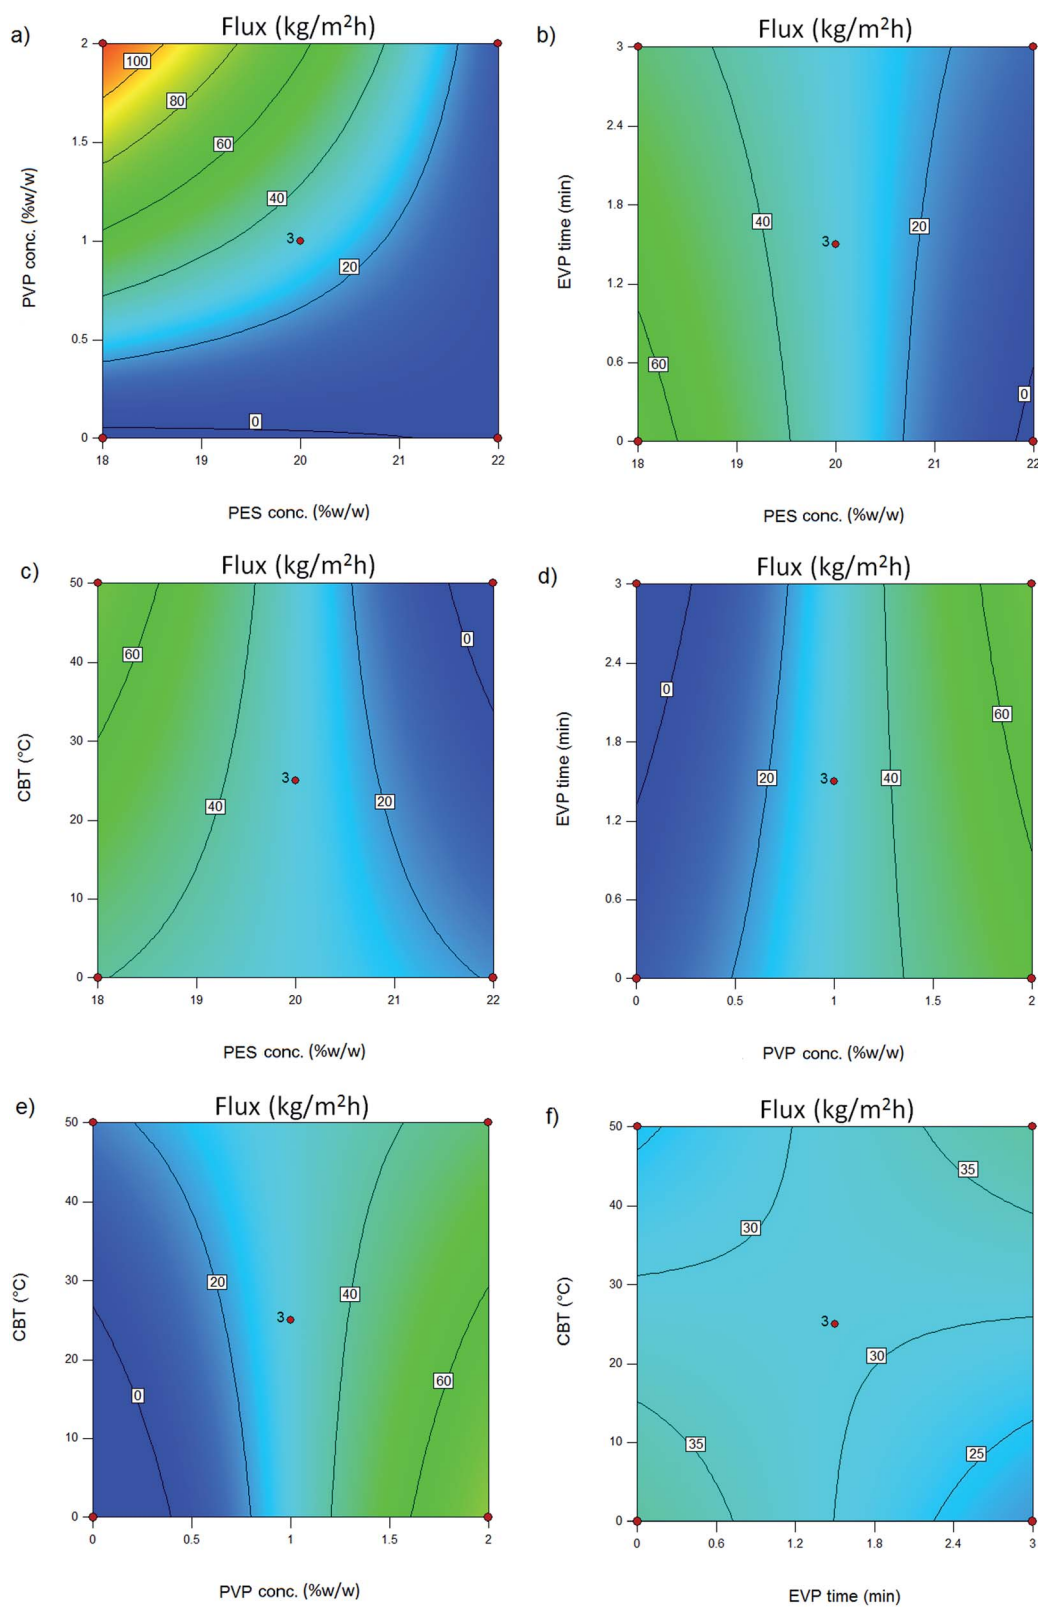 a)
Flux (kg/m²h)
2
1.5
1
0.5
0
PVP conc. (%w/w)
100
80
60
40
3
20
0
18 19 20 21 22
PES conc. (%w/w)
b)
Flux (kg/m²h)
3
2.4
1.8
1.2
0.6
0
EVP time (min)
40
20
3
60
0
18 19 20 21 22
PES conc. (%w/w)
c)
Flux (kg/m²h)
50
40
30
20
10
0
CBT (°C)
60
0
3
40
20
18 19 20 21 22
PES conc. (%w/w)
d)
Flux (kg/m²h)
3
2.4
1.8
1.2
0.6
0
EVP time (min)
0
60
20
3
40
0 0.5 1 1.5 2
PVP conc. (%w/w)
e)
Flux (kg/m²h)
50
40
30
20
10
0
CBT (°C)
20
40
3
60
0
0 0.5 1 1.5 2
PVP conc. (%w/w)
f)
Flux (kg/m²h)
50
40
30
20
10
0
CBT (°C)
35
30
3
30
35
25
0 0.6 1.2 1.8 2.4 3
EVP time (min)